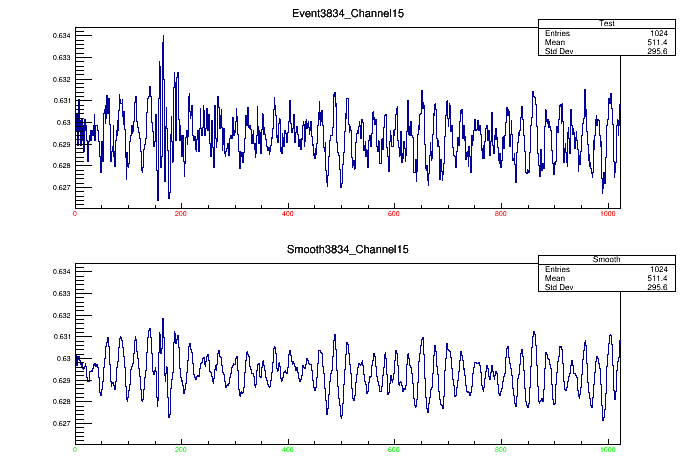 Event3834_Channel15
Test
Entries 1024
Mean 511.4
Std Dev 295.6
0.634
0.633
0.632
0.631
0.63
0.629
0.628
0.627
0 200 400 600 800 1000
Smooth3834_Channel15
Smooth
Entries 1024
Mean 511.4
Std Dev 295.6
0.634
0.633
0.632
0.631
0.63
0.629
0.628
0.627
0 200 400 600 800 1000